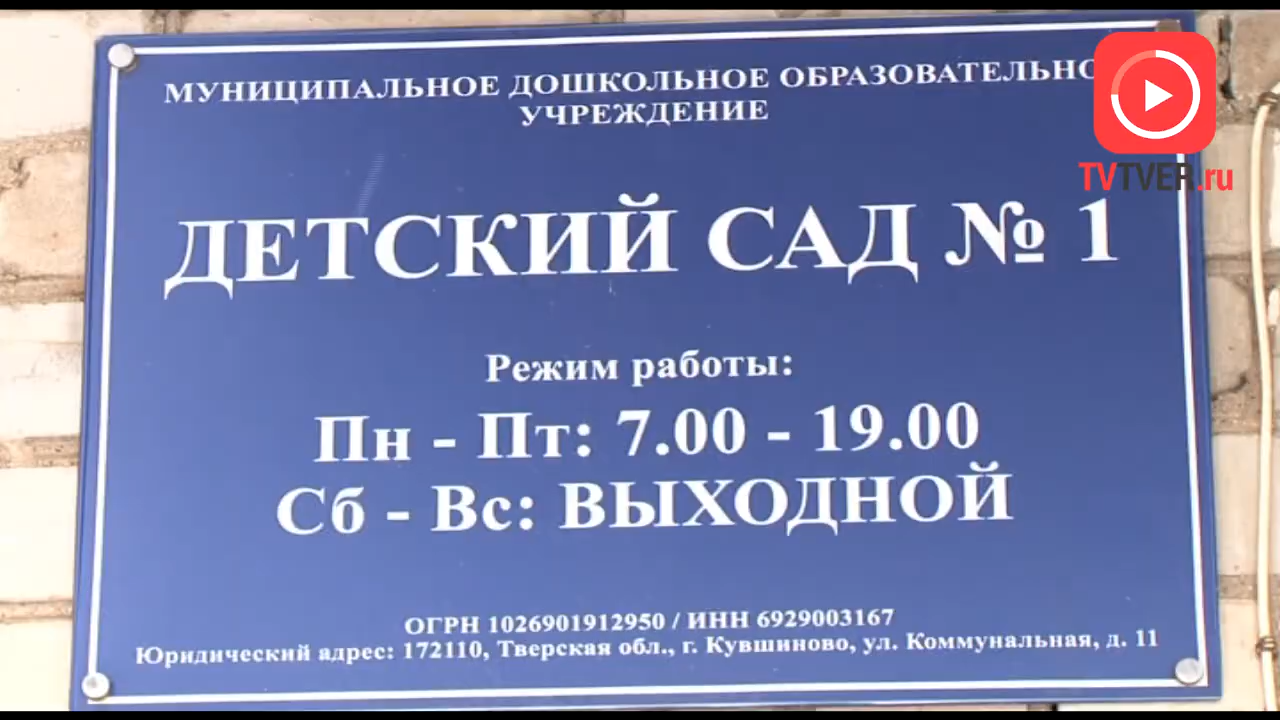 МУНИЦИПАЛЬНОЕ ДОШКОЛЬНОЕ ОБРАЗОВАТЕЛЬНО
УЧРЕЖДЕНИЕ
TVTVER.ru
ДЕТСКИЙ САД № 1
Режим работы:
Пн - Пт: 7.00 - 19.00
Сб - Вс: ВЫХОДНОЙ
ОГРН 1026901912950 / ИНН 6929003167
Юридический адрес: 172110, Тверская обл., г. Кувшиново, ул. Коммунальная, д. 11